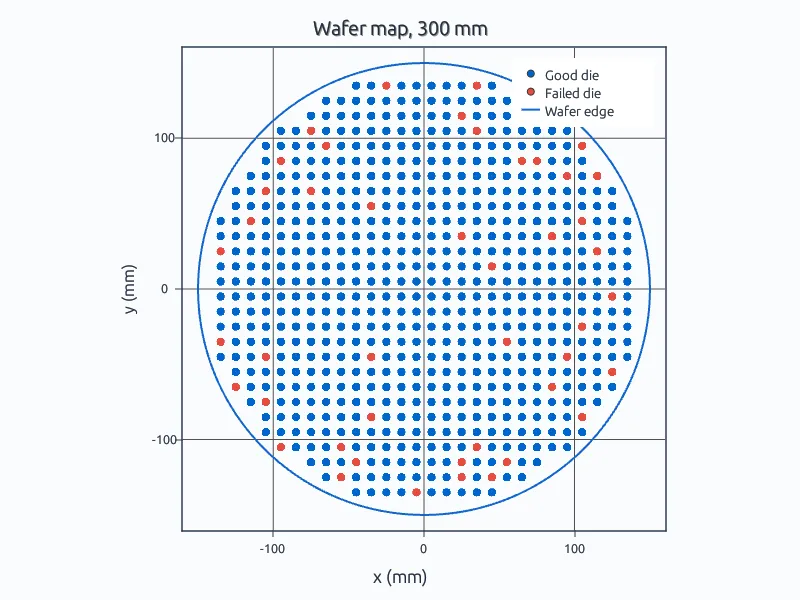 Wafer map, 300 mm
Good die
Failed die
Wafer edge
100
0
-100
y (mm)
-100
0
100
x (mm)